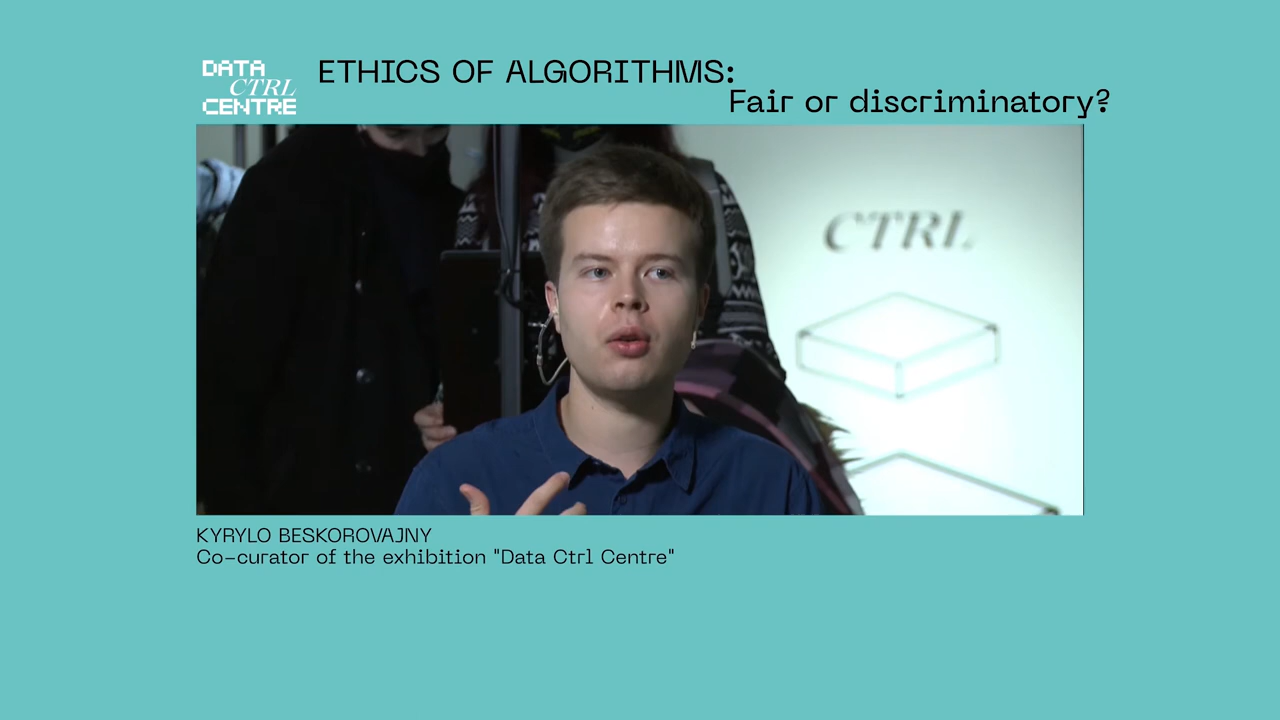 DATA
CTRL
CENTRE
ETHICS OF ALGORITHMS:
Fair or discriminatory?
CTRL
KYRYLO BESKOROVAJNY
Co-curator of the exhibition "Data Ctrl Centre"